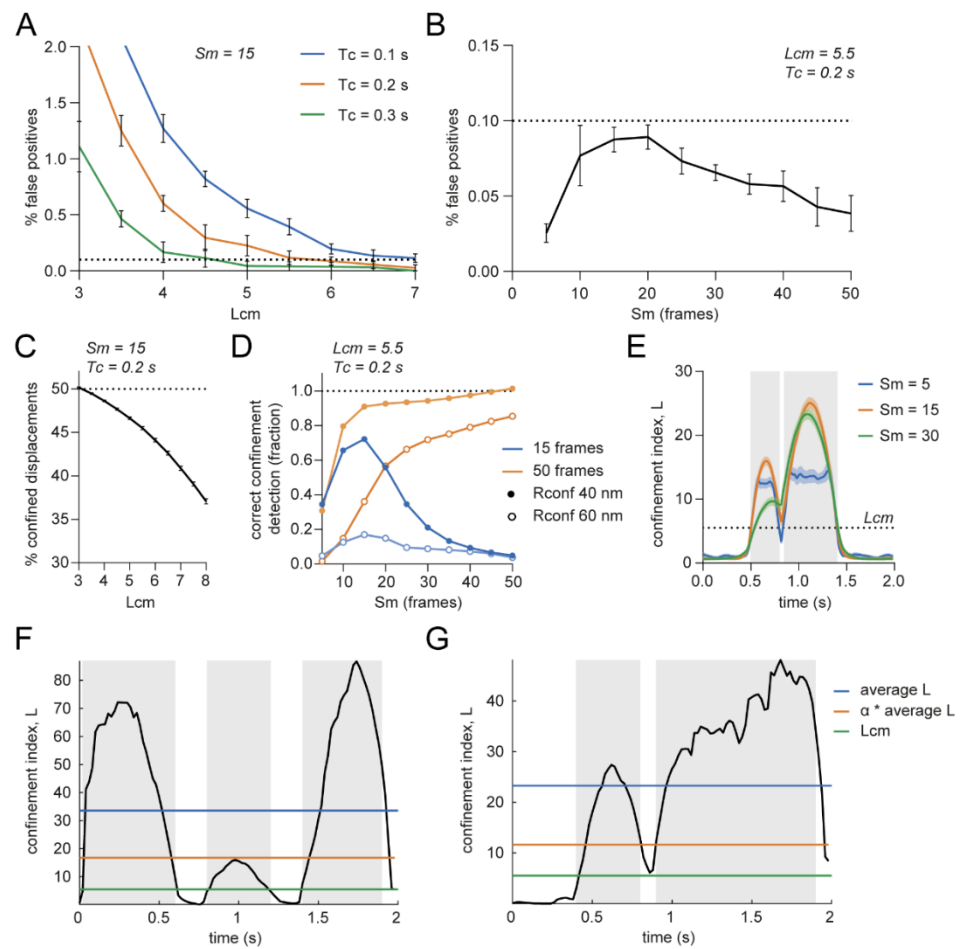 A
Sm = 15
Tc = 0.1 s
Tc = 0.2 s
Tc = 0.3 s
% false positives
2.0
1.5
1.0
0.5
0.0
3 4 5 6 7
Lcm
B
Lcm = 5.5
Tc = 0.2 s
% false positives
0.15
0.10
0.05
0.00
0 10 20 30 40 50
Sm (frames)
C
Sm = 15
Tc = 0.2 s
% confined displacements
50
45
40
35
30
3 4 5 6 7 8
Lcm
D
Lcm = 5.5
Tc = 0.2 s
correct confinement
detection (fraction)
1.0
0.8
0.6
0.4
0.2
0.0
10 20 30 40 50
Sm (frames)
15 frames
50 frames
Rconf 40 nm
Rconf 60 nm
E
confinement index, L
30
20
10
0
0.0 0.5 1.0 1.5 2.0
time (s)
Sm = 5
Sm = 15
Sm = 30
Lcm
F
confinement index, L
80
70
60
50
40
30
20
10
0 0.5 1 1.5 2
time (s)
G
confinement index, L
40
30
20
10
0 0.5 1 1.5 2
time (s)
average L
α * average L
Lcm